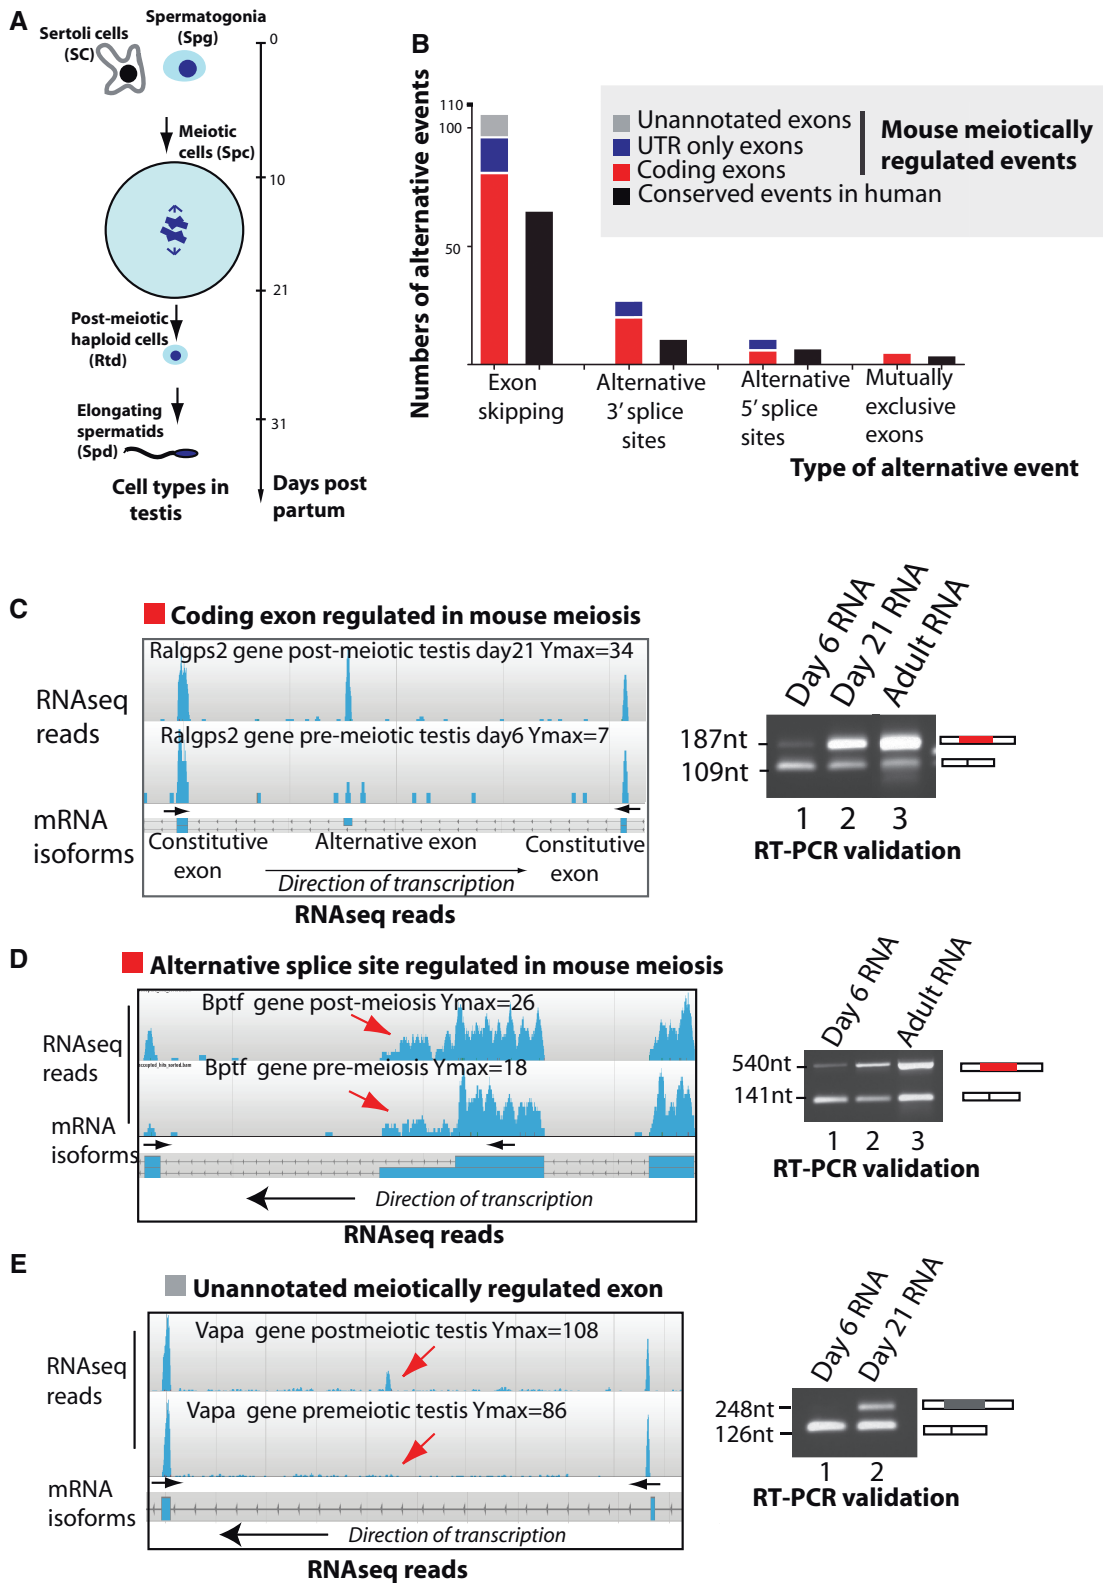 A
Sertoli cells
(SC)
Spermatogonia
(Spg)
0
Meiotic
cells (Spc)
10
21
Post-meiotic
haploid cells
(Rtd)
Elongating
spermatids
(Spd)
31
Cell types in
testis
Days post
partum
B
Numbers of alternative events
110
100
50
Unannotated exons
UTR only exons
Coding exons
Conserved events in human
Mouse meiotically
regulated events
Exon
skipping
Alternative
3′ splice
sites
Alternative
5′ splice
sites
Mutually
exclusive
exons
Type of alternative event
C
Coding exon regulated in mouse meiosis
RNAseq
reads
Ralgps2 gene post-meiotic testis day21 Ymax=34
Ralgps2 gene pre-meiotic testis day6 Ymax=7
mRNA
isoforms
Constitutive
exon
Alternative exon
Constitutive
exon
Direction of transcription
RNAseq reads
Day 6 RNA
Day 21 RNA
Adult RNA
187nt
109nt
1 2 3
RT-PCR validation
D
Alternative splice site regulated in mouse meiosis
RNAseq
reads
Bptf gene post-meiosis Ymax=26
accepted_hits_sorted.bam
Bptf gene pre-meiosis Ymax=18
mRNA
isoforms
Direction of transcription
RNAseq reads
Day 6 RNA
Adult RNA
540nt
141nt
1 2 3
RT-PCR validation
E
Unannotated meiotically regulated exon
RNAseq
reads
Vapa gene postmeiotic testis Ymax=108
Vapa gene premeiotic testis Ymax=86
mRNA
isoforms
Direction of transcription
RNAseq reads
Day 6 RNA
Day 21 RNA
248nt
126nt
1 2
RT-PCR validation